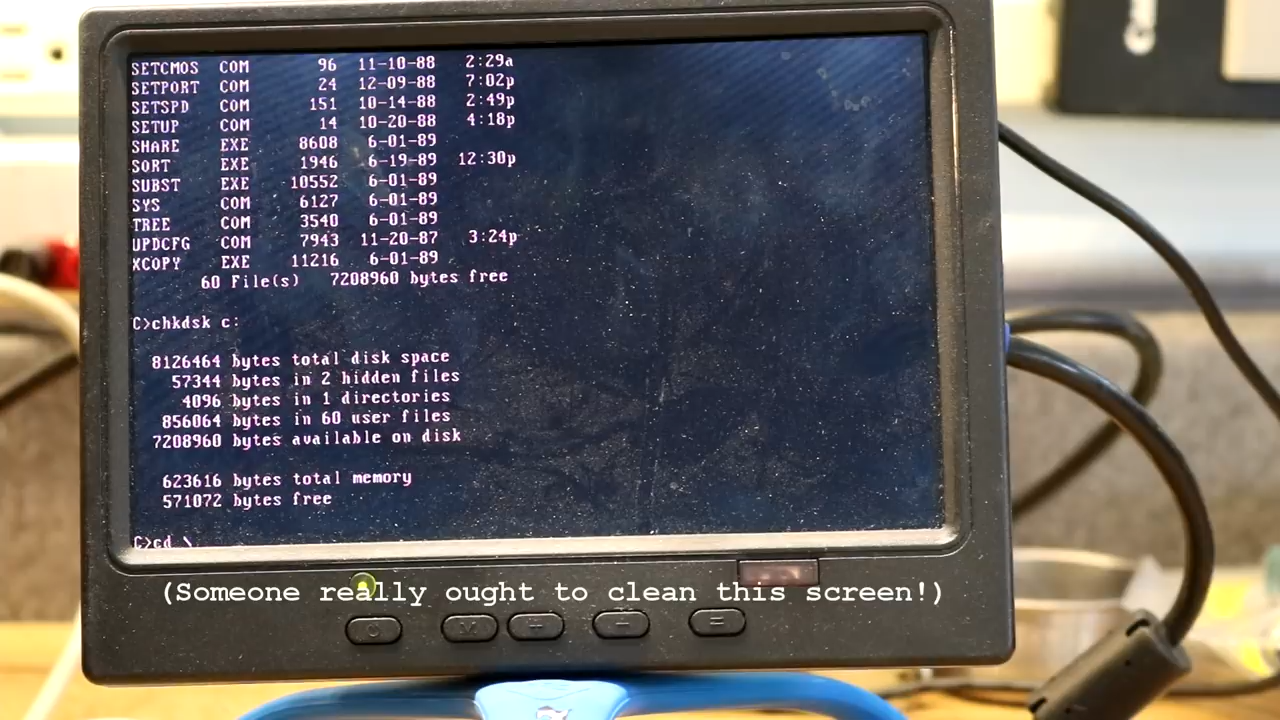 SETCMOS COM 96 11-10-88 2:29a
SETPORT COM 24 12-09-88 7:02p
SETSPD COM 151 10-14-88 2:49p
SETUP COM 14 10-20-88 4:18p
SHARE EXE 8608 6-01-89
SORT EXE 1946 6-19-89 12:30p
SUBST EXE 10552 6-01-89
SYS COM 6127 6-01-89
TREE COM 3540 6-01-89
UPDCFG COM 7943 11-20-87 3:24p
XCOPY EXE 11216 6-01-89
60 File(s) 7208960 bytes free
C>chkdsk c:
8126464 bytes total disk space
57344 bytes in 2 hidden files
4096 bytes in 1 directories
856064 bytes in 60 user files
7208960 bytes available on disk
623616 bytes total memory
571072 bytes free
C>cd \
(Someone really ought to clean this screen!)
M + - =